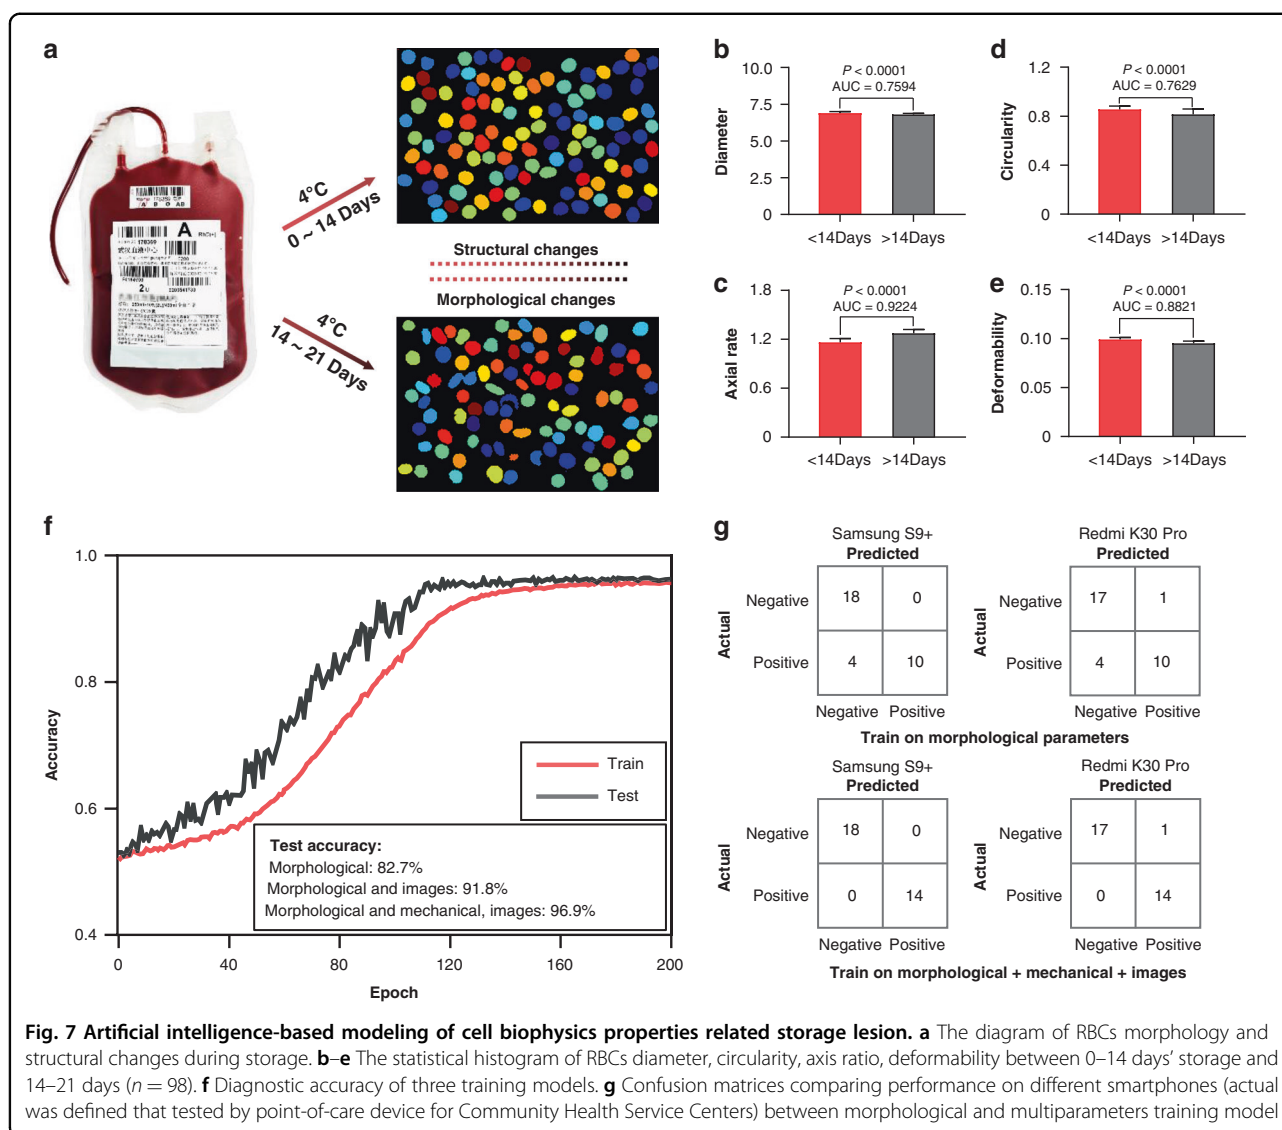 a
A B O AB
A
2
4°C
0 ~ 14 Days
Structural changes
Morphological changes
4°C
14 ~ 21 Days
b
P < 0.0001
AUC = 0.7594
Diameter
10.0
7.5
5.0
2.5
0
<14Days >14Days
d
P < 0.0001
AUC = 0.7629
Circularity
1.2
0.8
0.4
0
<14Days >14Days
c
P < 0.0001
AUC = 0.9224
Axial rate
1.8
1.2
0.6
0
<14Days >14Days
e
P < 0.0001
AUC = 0.8821
Deformability
0.15
0.10
0.05
0
<14Days >14Days
f
Accuracy
1.0
0.8
0.6
0.4
Train
Test
Test accuracy:
Morphological: 82.7%
Morphological and images: 91.8%
Morphological and mechanical, images: 96.9%
0 40 80 120 160 200
Epoch
g
Samsung S9+
Predicted
Actual
Negative 18 0
Positive 4 10
Negative Positive
Redmi K30 Pro
Predicted
Actual
Negative 17 1
Positive 4 10
Negative Positive
Train on morphological parameters
Samsung S9+
Predicted
Actual
Negative 18 0
Positive 0 14
Negative Positive
Redmi K30 Pro
Predicted
Actual
Negative 17 1
Positive 0 14
Negative Positive
Train on morphological + mechanical + images
Fig. 7 Artificial intelligence-based modeling of cell biophysics properties related storage lesion. a The diagram of RBCs morphology and
structural changes during storage. b–e The statistical histogram of RBCs diameter, circularity, axis ratio, deformability between 0–14 days’ storage and
14–21 days (n = 98). f Diagnostic accuracy of three training models. g Confusion matrices comparing performance on different smartphones (actual
was defined that tested by point-of-care device for Community Health Service Centers) between morphological and multiparameters training model